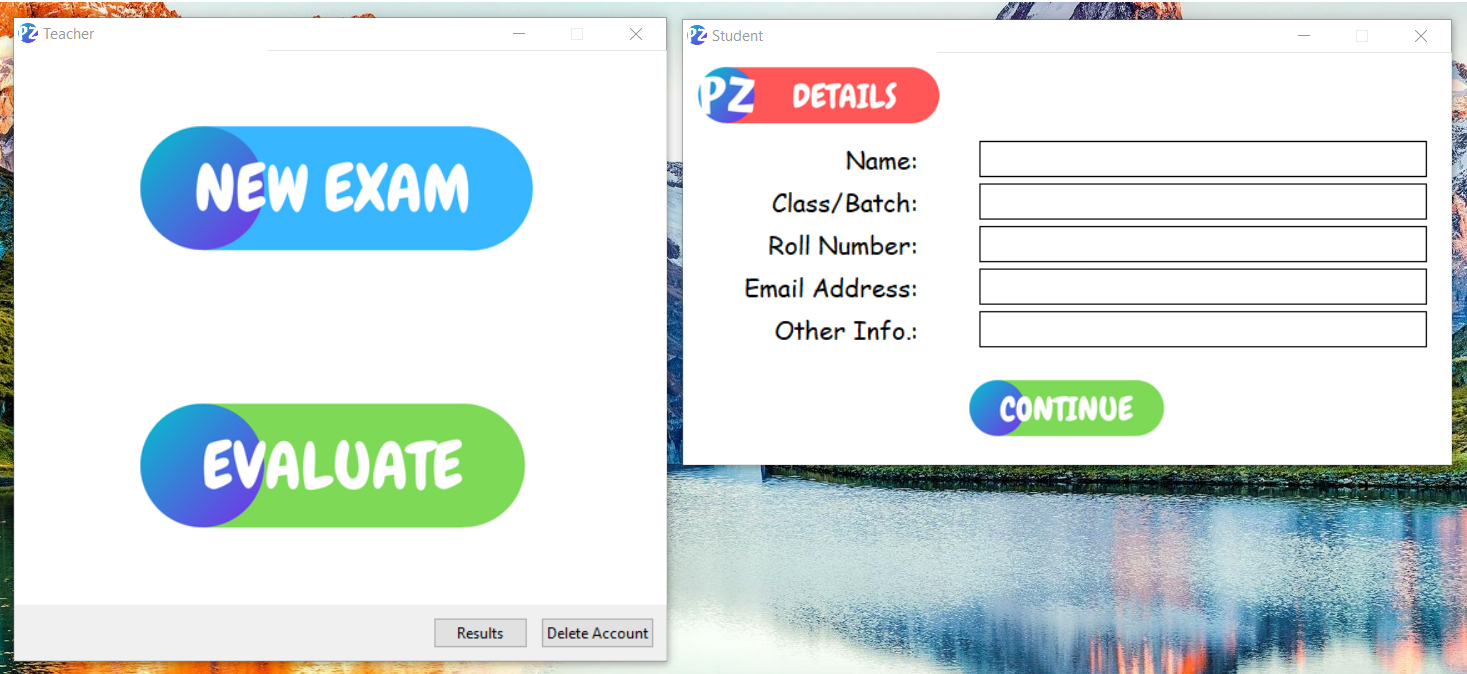 PZ Teacher
NEW EXAM
EVALUATE
Results
Delete Account
PZ Student
PZ DETAILS
Name:
Class/Batch:
Roll Number:
Email Address:
Other Info.:
CONTINUE